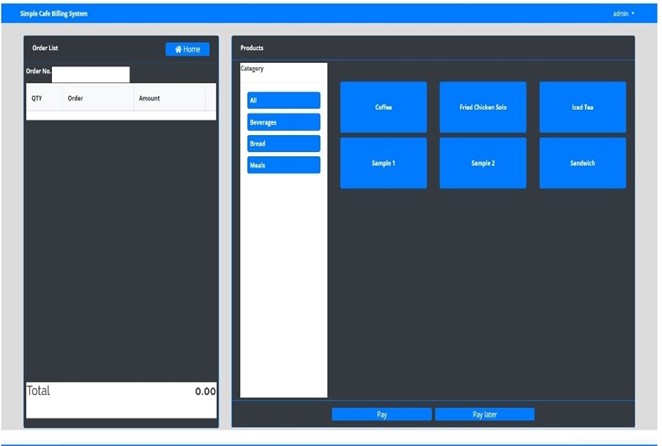 Simple Cafe Billing System
admin
Order List
Home
Order No.
QTY Order Amount
Total 0.00
Products
Category
All
Beverages
Bread
Meals
Coffee Fried Chicken Solo Iced Tea
Sample 1 Sample 2 Sandwich
Pay Pay later